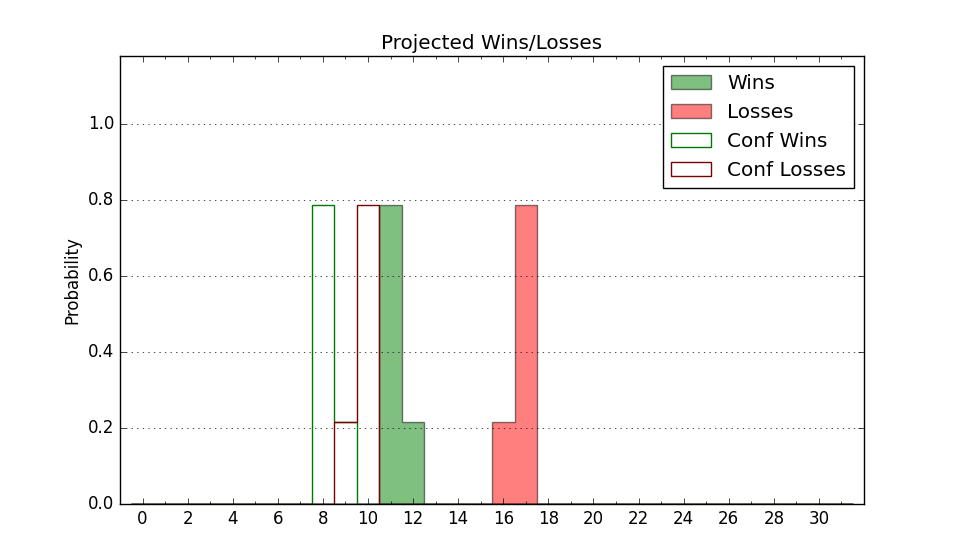 Projected Wins/Losses
Wins
Losses
Conf Wins
Conf Losses
Probability
1.0
0.8
0.6
0.4
0.2
0.0
0 2 4 6 8 10 12 14 16 18 20 22 24 26 28 30